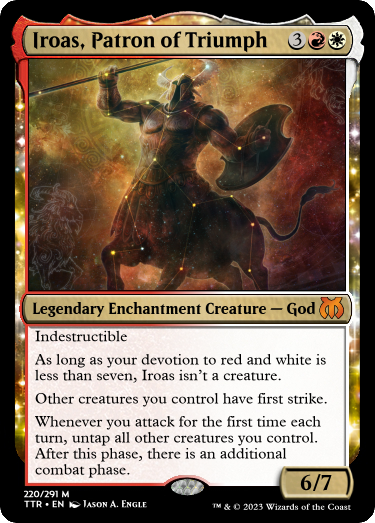 Iroas, Patron of Triumph 3
Legendary Enchantment Creature — God
Indestructible
As long as your devotion to red and white is
less than seven, Iroas isn't a creature.
Other creatures you control have first strike.
Whenever you attack for the first time each
turn, untap all other creatures you control.
After this phase, there is an additional
combat phase.
6/7
220/291 M
TTR • EN Jason A. Engle
™ & © 2023 Wizards of the Coast